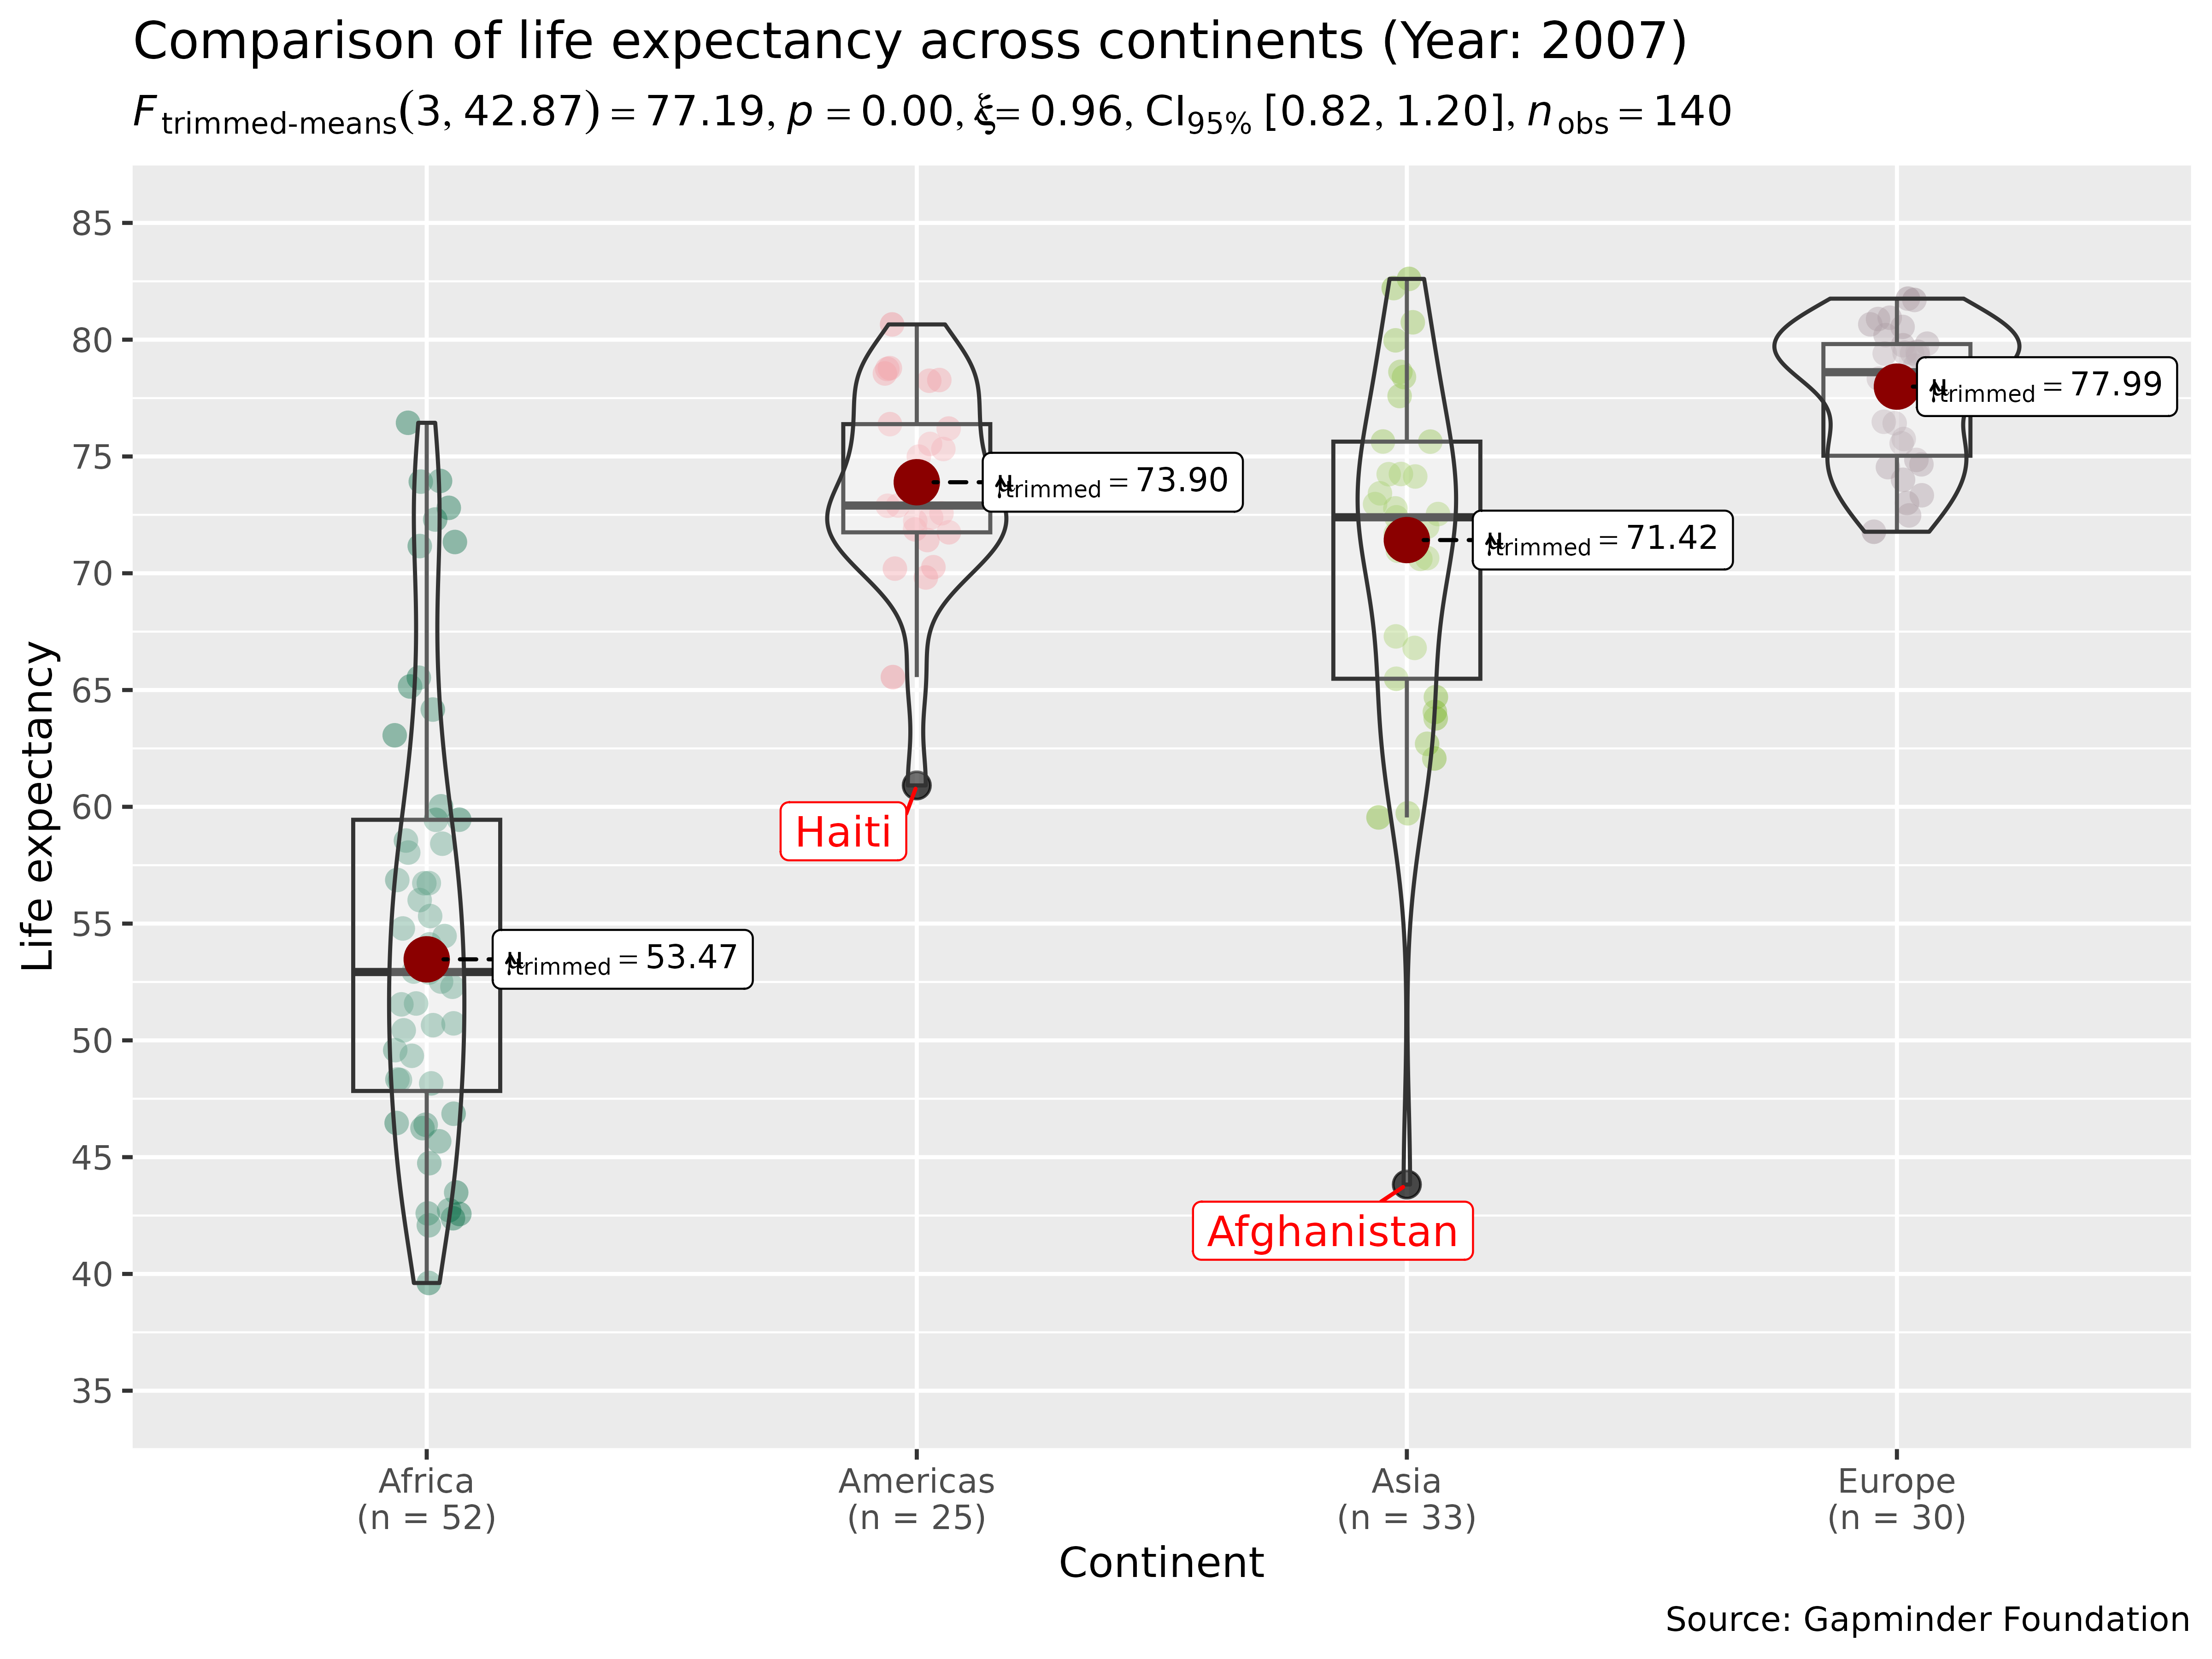 Comparison of life expectancy across continents (Year: 2007)
F trimmed-means(3, 42.87) = 77.19, p = 0.00, ξ̂ = 0.96, CI95% [0.82, 1.20], n obs = 140
Life expectancy
85
80
75
70
65
60
55
50
45
40
35
μ̂trimmed = 77.99
μ̂trimmed = 73.90
μ̂trimmed = 71.42
Haiti
μ̂trimmed = 53.47
Afghanistan
Africa
(n = 52)
Americas
(n = 25)
Asia
(n = 33)
Europe
(n = 30)
Continent
Source: Gapminder Foundation